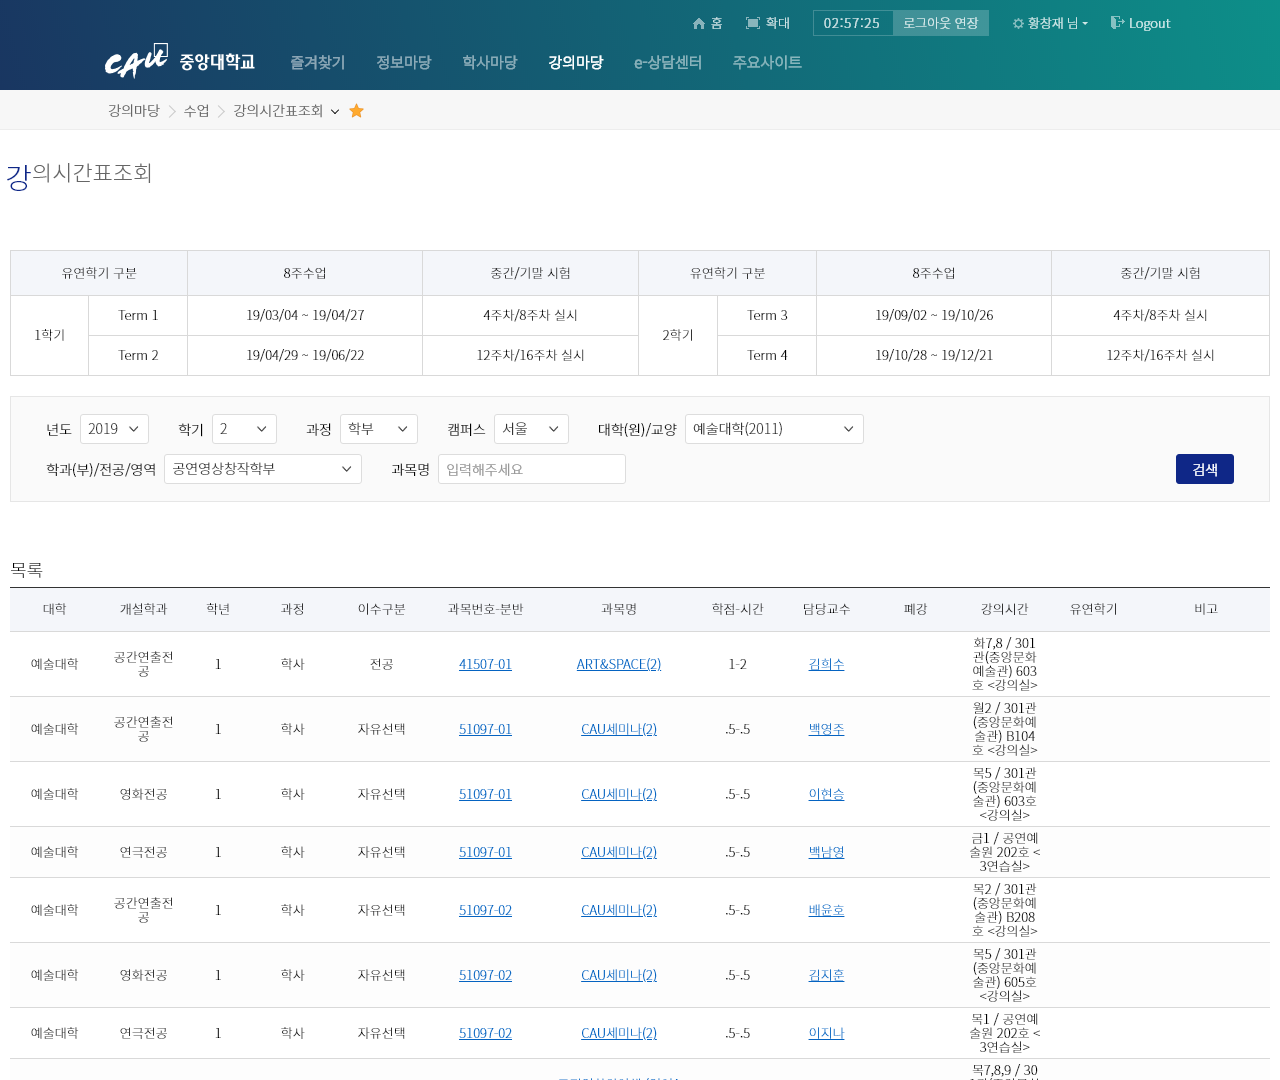 홈 확대 02:57:25 로그아웃 연장 황창재 님 Logout
CAU 중앙대학교 즐겨찾기 정보마당 학사마당 강의마당 e-상담센터 주요사이트
강의마당 수업 강의시간표조회
강의시간표조회
유연학기 구분 8주수업 중간/기말 시험 유연학기 구분 8주수업 중간/기말 시험
1학기 Term 1 19/03/04 ~ 19/04/27 4주차/8주차 실시 2학기 Term 3 19/09/02 ~ 19/10/26 4주차/8주차 실시
Term 2 19/04/29 ~ 19/06/22 12주차/16주차 실시 Term 4 19/10/28 ~ 19/12/21 12주차/16주차 실시
년도 2019 학기 2 과정 학부 캠퍼스 서울 대학(원)/교양 예술대학(2011)
학과(부)/전공/영역 공연영상창작학부 과목명 입력해주세요 검색
목록
대학 개설학과 학년 과정 이수구분 과목번호-분반 과목명 학점-시간 담당교수 폐강 강의시간 유연학기 비고
예술대학 공간연출전공 1 학사 전공 41507-01 ART&SPACE(2) 1-2 김희수 화7,8 / 301관(중앙문화예술관) 603호 <강의실>
예술대학 공간연출전공 1 학사 자유선택 51097-01 CAU세미나(2) .5-.5 백영주 월2 / 301관(중앙문화예술관) B104호 <강의실>
예술대학 영화전공 1 학사 자유선택 51097-01 CAU세미나(2) .5-.5 이현승 목5 / 301관(중앙문화예술관) 603호 <강의실>
예술대학 연극전공 1 학사 자유선택 51097-01 CAU세미나(2) .5-.5 백남영 금1 / 공연예술원 202호 <3연습실>
예술대학 공간연출전공 1 학사 자유선택 51097-02 CAU세미나(2) .5-.5 배윤호 목2 / 301관(중앙문화예술관) B208호 <강의실>
예술대학 영화전공 1 학사 자유선택 51097-02 CAU세미나(2) .5-.5 김지훈 목5 / 301관(중앙문화예술관) 605호 <강의실>
예술대학 연극전공 1 학사 자유선택 51097-02 CAU세미나(2) .5-.5 이지나 목1 / 공연예술원 202호 <3연습실>
목7,8,9 / 30